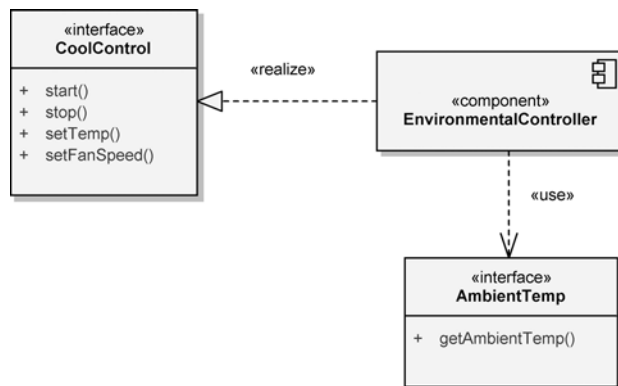 «interface»
CoolControl
+ start()
+ stop()
+ setTemp()
+ setFanSpeed()
«realize»
«component»
EnvironmentalController
«use»
«interface»
AmbientTemp
+ getAmbientTemp()